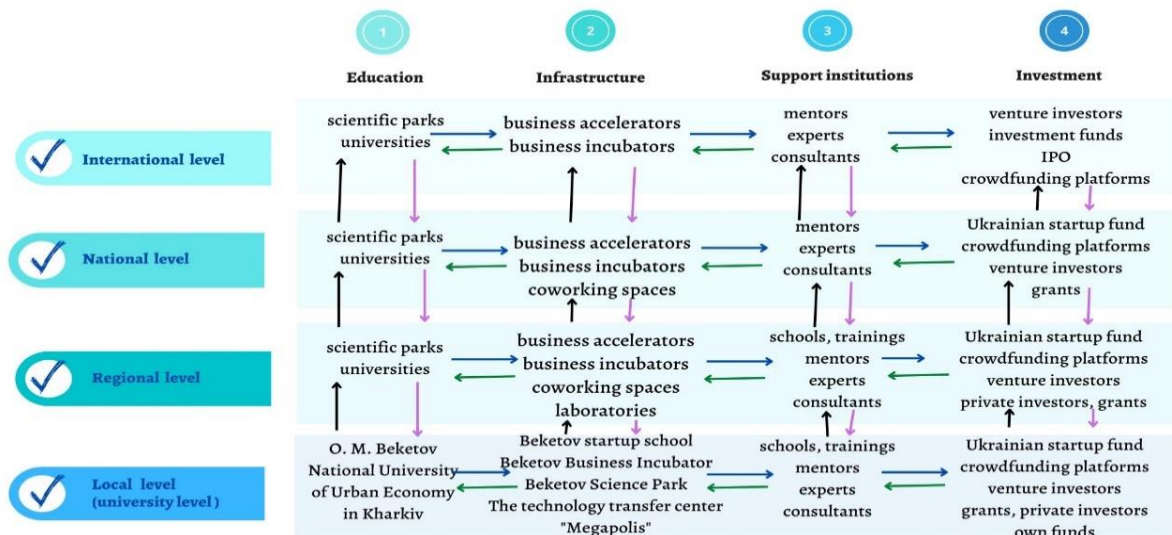 1
2
3
4
Education
Infrastructure
Support institutions
Investment
International level
scientific parks
universities
business accelerators
business incubators
mentors
experts
consultants
venture investors
investment funds
IPO
crowdfunding platforms
National level
scientific parks
universities
business accelerators
business incubators
coworking spaces
mentors
experts
consultants
Ukrainian startup fund
crowdfunding platforms
venture investors
grants
Regional level
scientific parks
universities
business accelerators
business incubators
coworking spaces
laboratories
schools, trainings
mentors
experts
consultants
Ukrainian startup fund
crowdfunding platforms
venture investors
private investors, grants
Local level
(university level)
O. M. Beketov
National University
of Urban Economy
in Kharkiv
Beketov startup school
Beketov Business Incubator
Beketov Science Park
The technology transfer center
"Megapolis"
schools, trainings
mentors
experts
consultants
Ukrainian startup fund
crowdfunding platforms
venture investors
grants, private investors
own funds